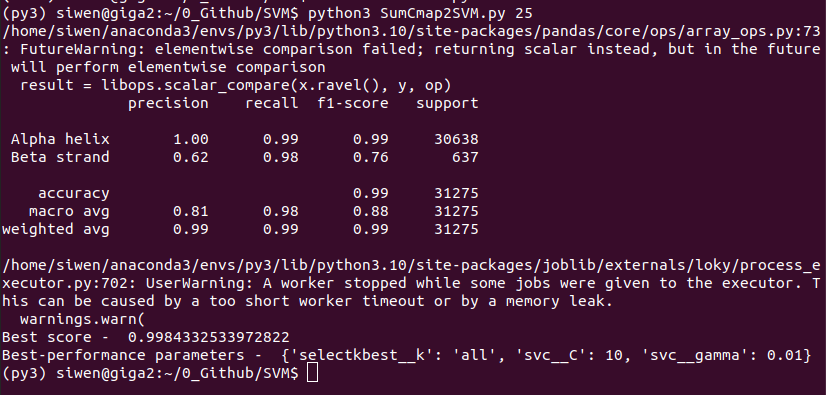 (py3) siwen@giga2:~/0_Github/SVM$ python3 SumCmap2SVM.py 25
/home/siwen/anaconda3/envs/py3/lib/python3.10/site-packages/pandas/core/ops/array_ops.py:73
: FutureWarning: elementwise comparison failed; returning scalar instead, but in the future
 will perform elementwise comparison
  result = libops.scalar_compare(x.ravel(), y, op)
              precision    recall  f1-score   support

 Alpha helix       1.00      0.99      0.99     30638
 Beta strand       0.62      0.98      0.76       637

    accuracy                           0.99     31275
   macro avg       0.81      0.98      0.88     31275
weighted avg       0.99      0.99      0.99     31275

/home/siwen/anaconda3/envs/py3/lib/python3.10/site-packages/joblib/externals/loky/process_e
xecutor.py:702: UserWarning: A worker stopped while some jobs were given to the executor. T
his can be caused by a too short worker timeout or by a memory leak.
  warnings.warn(
Best score -  0.9984332533972822
Best-performance parameters -  {'selectkbest__k': 'all', 'svc__C': 10, 'svc__gamma': 0.01}
(py3) siwen@giga2:~/0_Github/SVM$